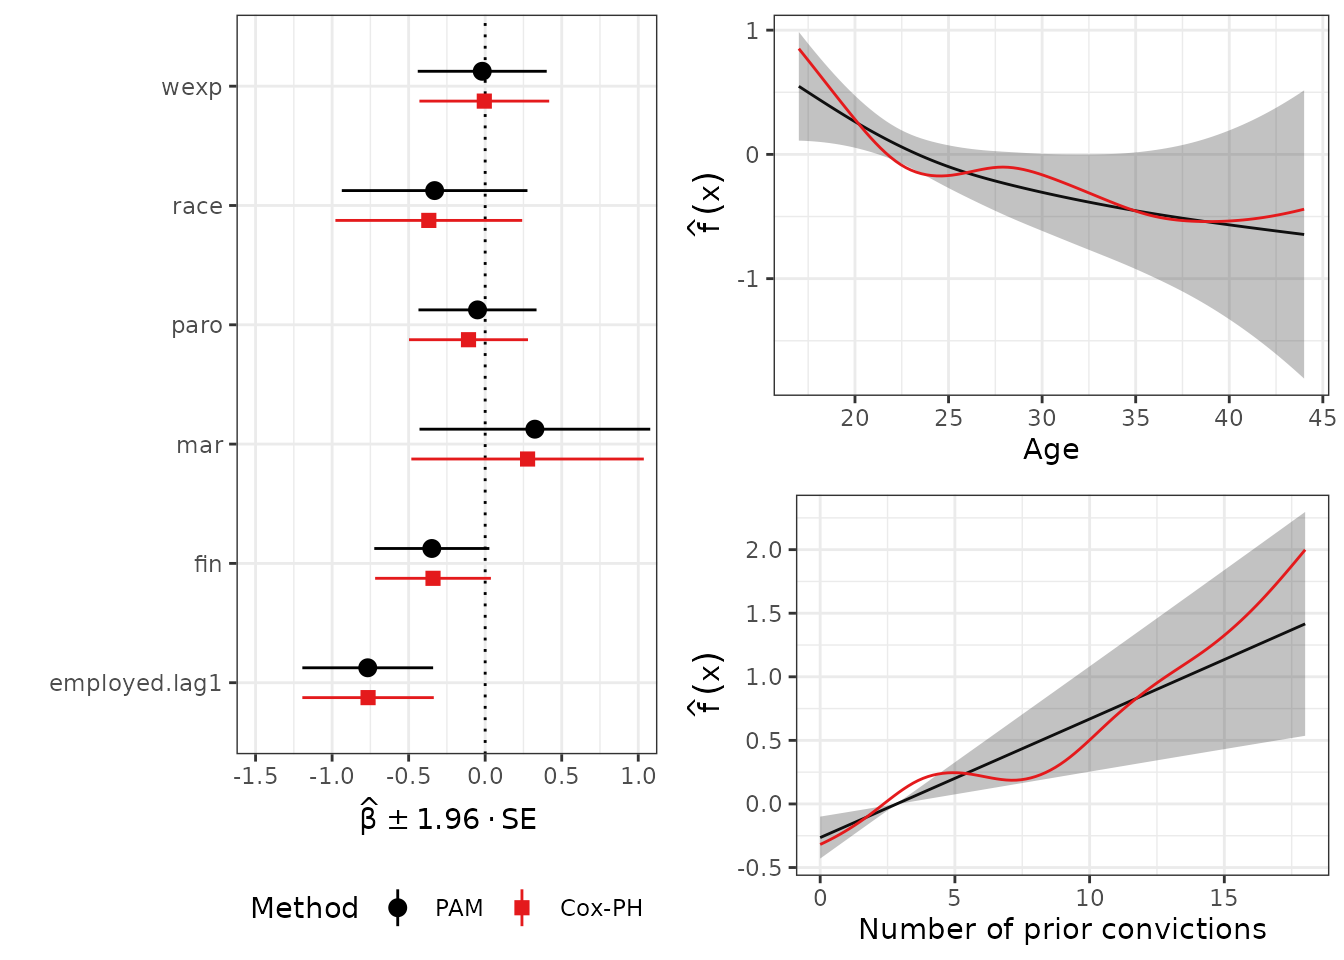 wexp
race
paro
mar
fin
employed.lag1
-1.5 -1.0 -0.5 0.0 0.5 1.0
β̂ ± 1.96 · SE
Method PAM Cox-PH
1
0
-1
f̂ (x)
20 25 30 35 40 45
Age
2.0
1.5
1.0
0.5
0.0
-0.5
f̂ (x)
0 5 10 15
Number of prior convictions